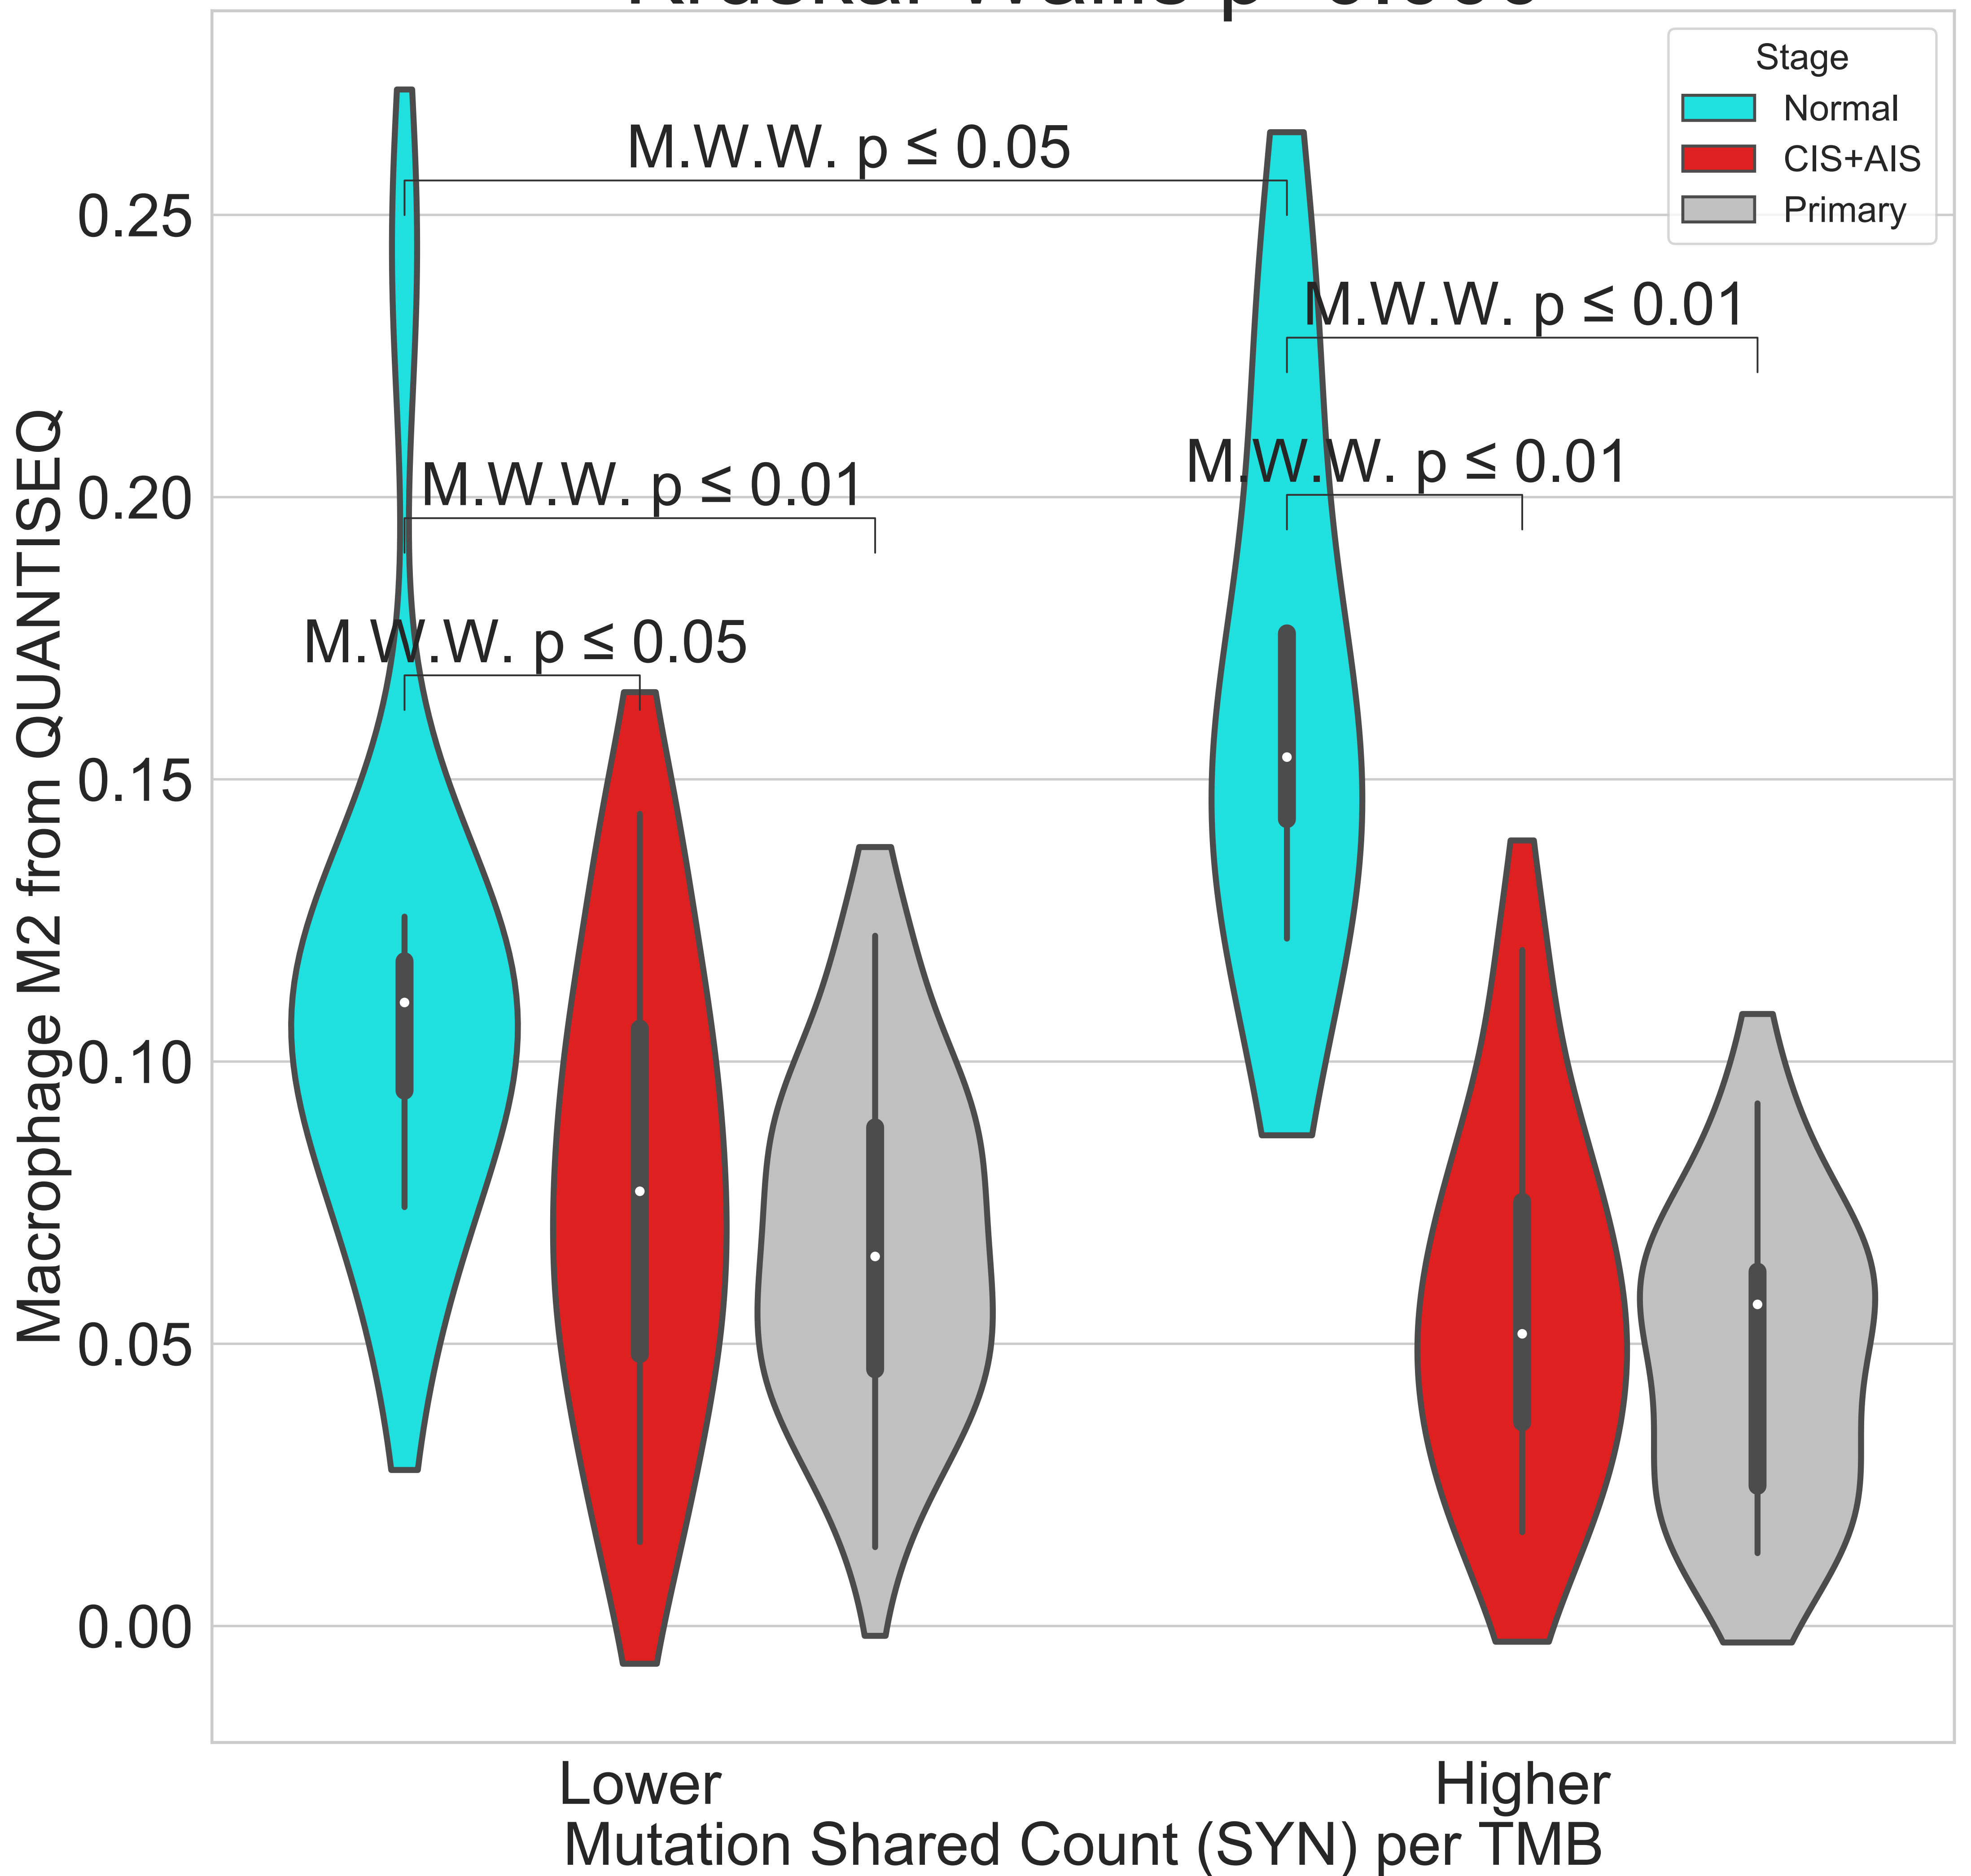 Stage
Normal
CIS+AIS
Primary
M.W.W. p ≤ 0.05
M.W.W. p ≤ 0.01
M.W.W. p ≤ 0.01
M.W.W. p ≤ 0.01
M.W.W. p ≤ 0.05
0.25
0.20
0.15
0.10
0.05
0.00
Macrophage M2 from QUANTISEQ
Lower
Higher
Mutation Shared Count (SYN) per TMB